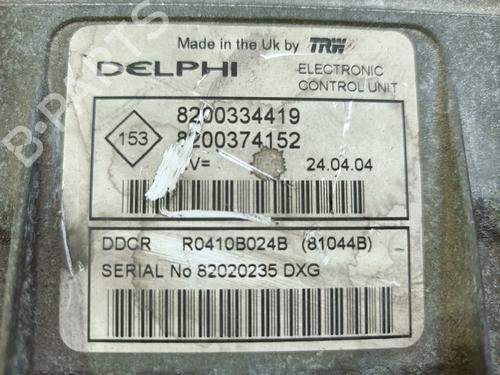 Made in the Uk by TRW
DELPHI
ELECTRONIC
CONTROL UNIT
8200334419
153
8200374152
V=
24.04.04
DDCR R0410B024B (81044B)
SERIAL No 82020235 DXG
B-PARTS